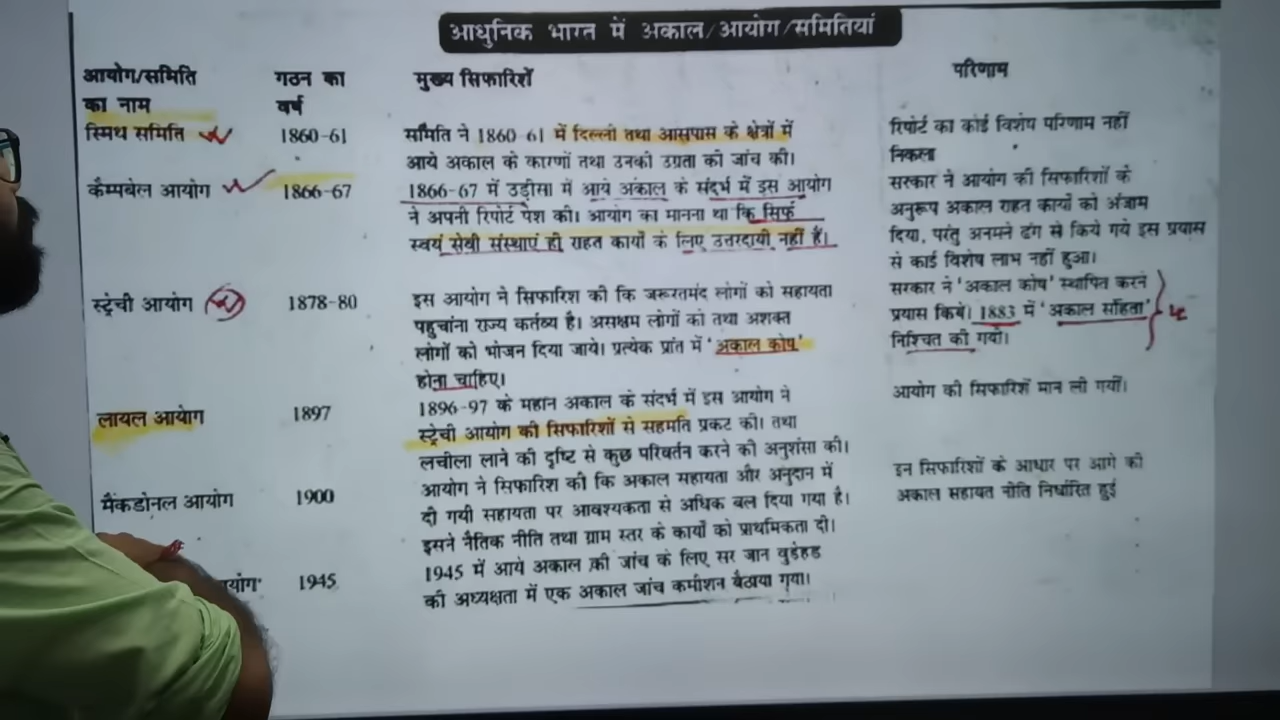 आधुनिक भारत में अकाल/आयोग/समितियां
आयोग/समिति का नाम
गठन का वर्ष
मुख्य सिफारिशें
परिणाम
स्मिथ समिति
1860-61
समिति ने 1860-61 में दिल्ली तथा आसपास के क्षेत्रों में
आये अकाल के कारणों तथा उनकी उग्रता की जांच की।
रिपोर्ट का कोई विशेष परिणाम नहीं
निकला
कैम्पबेल आयोग
1866-67
1866-67 में उड़ीसा में आये अंकाल के संदर्भ में इस आयोग
ने अपनी रिपोर्ट पेश की। आयोग का मानना था कि सिर्फ
स्वयं सेवी संस्थाएं ही राहत कार्यों के लिए उत्तरदायी नहीं हैं।
सरकार ने आयोग की सिफारिशों के
अनुरूप अकाल राहत कार्यों को अंजाम
दिया, परंतु अनमने ढंग से किये गये इस प्रयास
से कोई विशेष लाभ नहीं हुआ।
स्ट्रेची आयोग
1878-80
इस आयोग ने सिफारिश की कि जरूरतमंद लोगों को सहायता
पहुचांना राज्य कर्तव्य है। असक्षम लोगों को तथा अशक्त
लोगों को भोजन दिया जाये। प्रत्येक प्रांत में 'अकाल कोष'
होना चाहिए।
सरकार ने 'अकाल कोष' स्थापित करने
प्रयास किये। 1883 में 'अकाल संहिता'
निश्चित की गयी।
लायल आयोग
1897
1896-97 के महान अकाल के संदर्भ में इस आयोग ने
स्ट्रेची आयोग की सिफारिशों से सहमति प्रकट की। तथा
लचीला लाने की दृष्टि से कुछ परिवर्तन करने की अनुशंसा की।
आयोग की सिफारिशें मान ली गयीं।
मैंकडोनल आयोग
1900
आयोग ने सिफारिश की कि अकाल सहायता और अनुदान में
दी गयी सहायता पर आवश्यकता से अधिक बल दिया गया है।
इसने नैतिक नीति तथा ग्राम स्तर के कार्यों को प्राथमिकता दी।
इन सिफारिशों के आधार पर आगे की
अकाल सहायत नीति निर्धारित हुई
1945
1945 में आये अकाल की जांच के लिए सर जान वुडेहड
की अध्यक्षता में एक अकाल जांच कमीशन बैठाया गया।